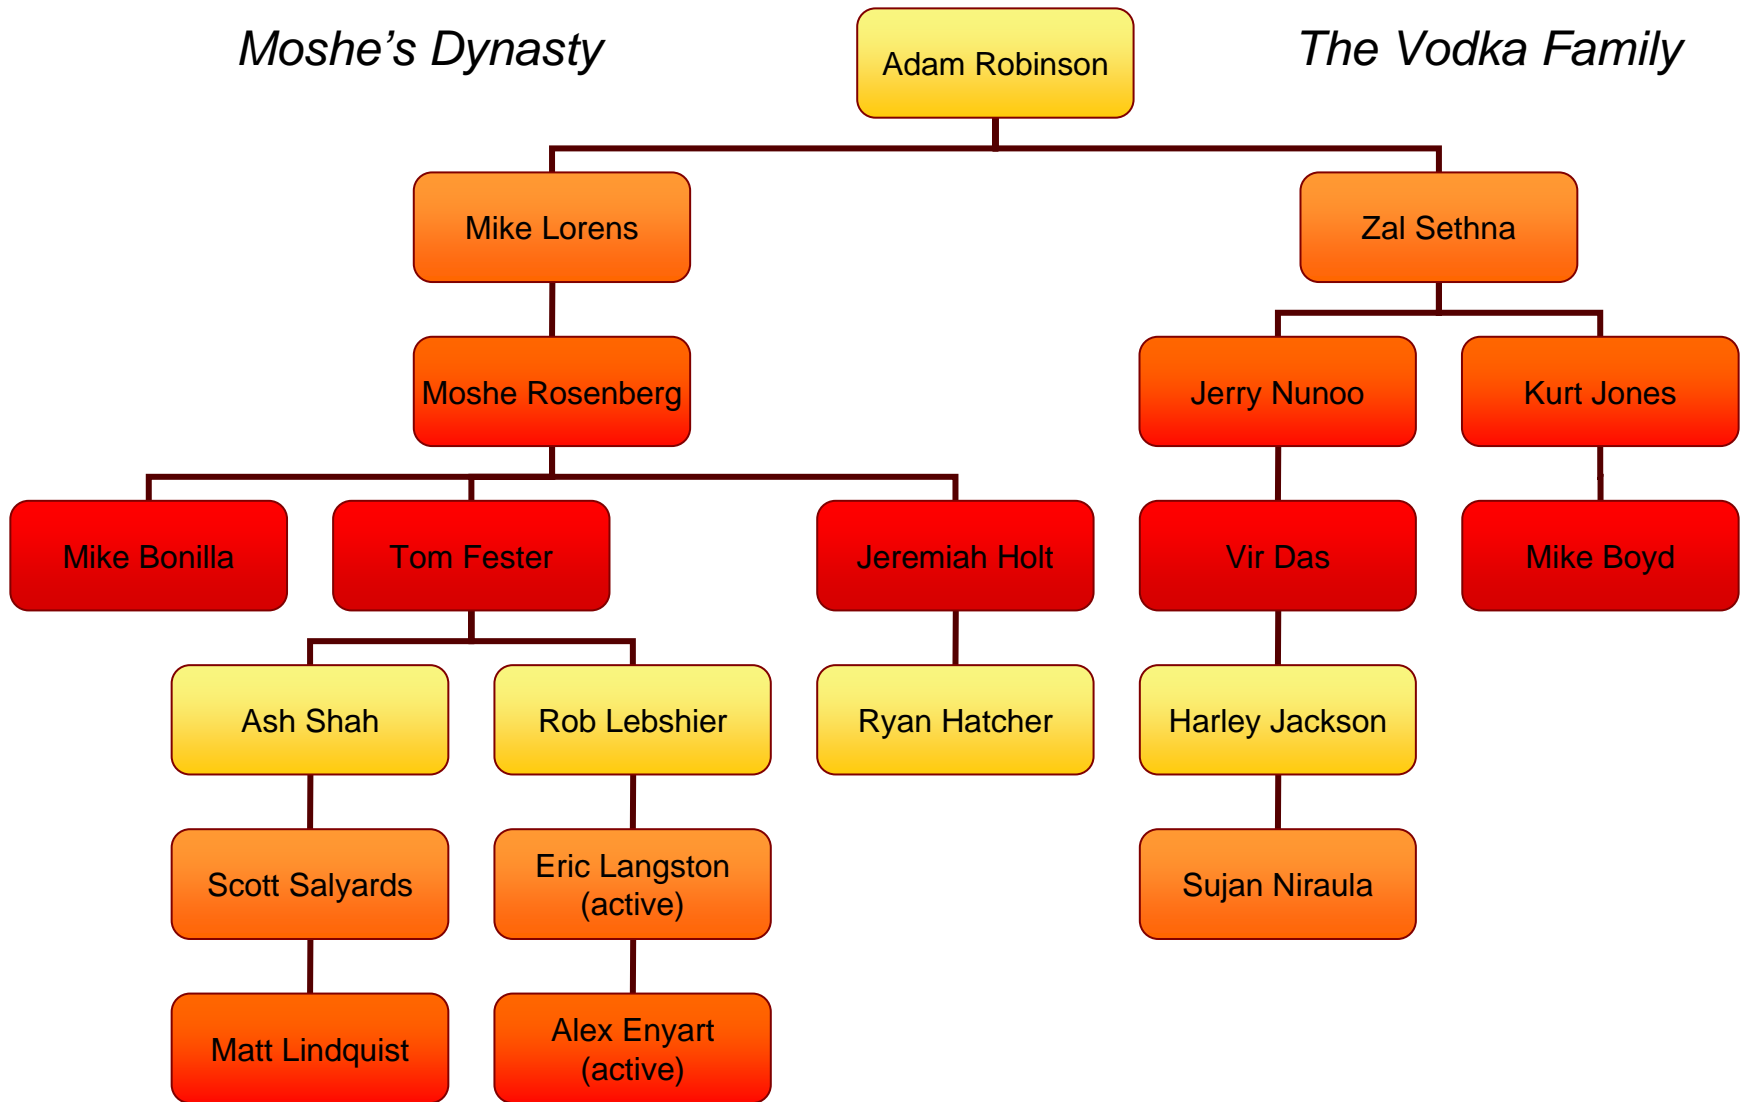 Moshe’s Dynasty
Adam Robinson
The Vodka Family
Mike Lorens
Zal Sethna
Moshe Rosenberg
Jerry Nunoo
Kurt Jones
Mike Bonilla
Tom Fester
Jeremiah Holt
Vir Das
Mike Boyd
Ash Shah
Rob Lebshier
Ryan Hatcher
Harley Jackson
Scott Salyards
Eric Langston
(active)
Sujan Niraula
Matt Lindquist
Alex Enyart
(active)